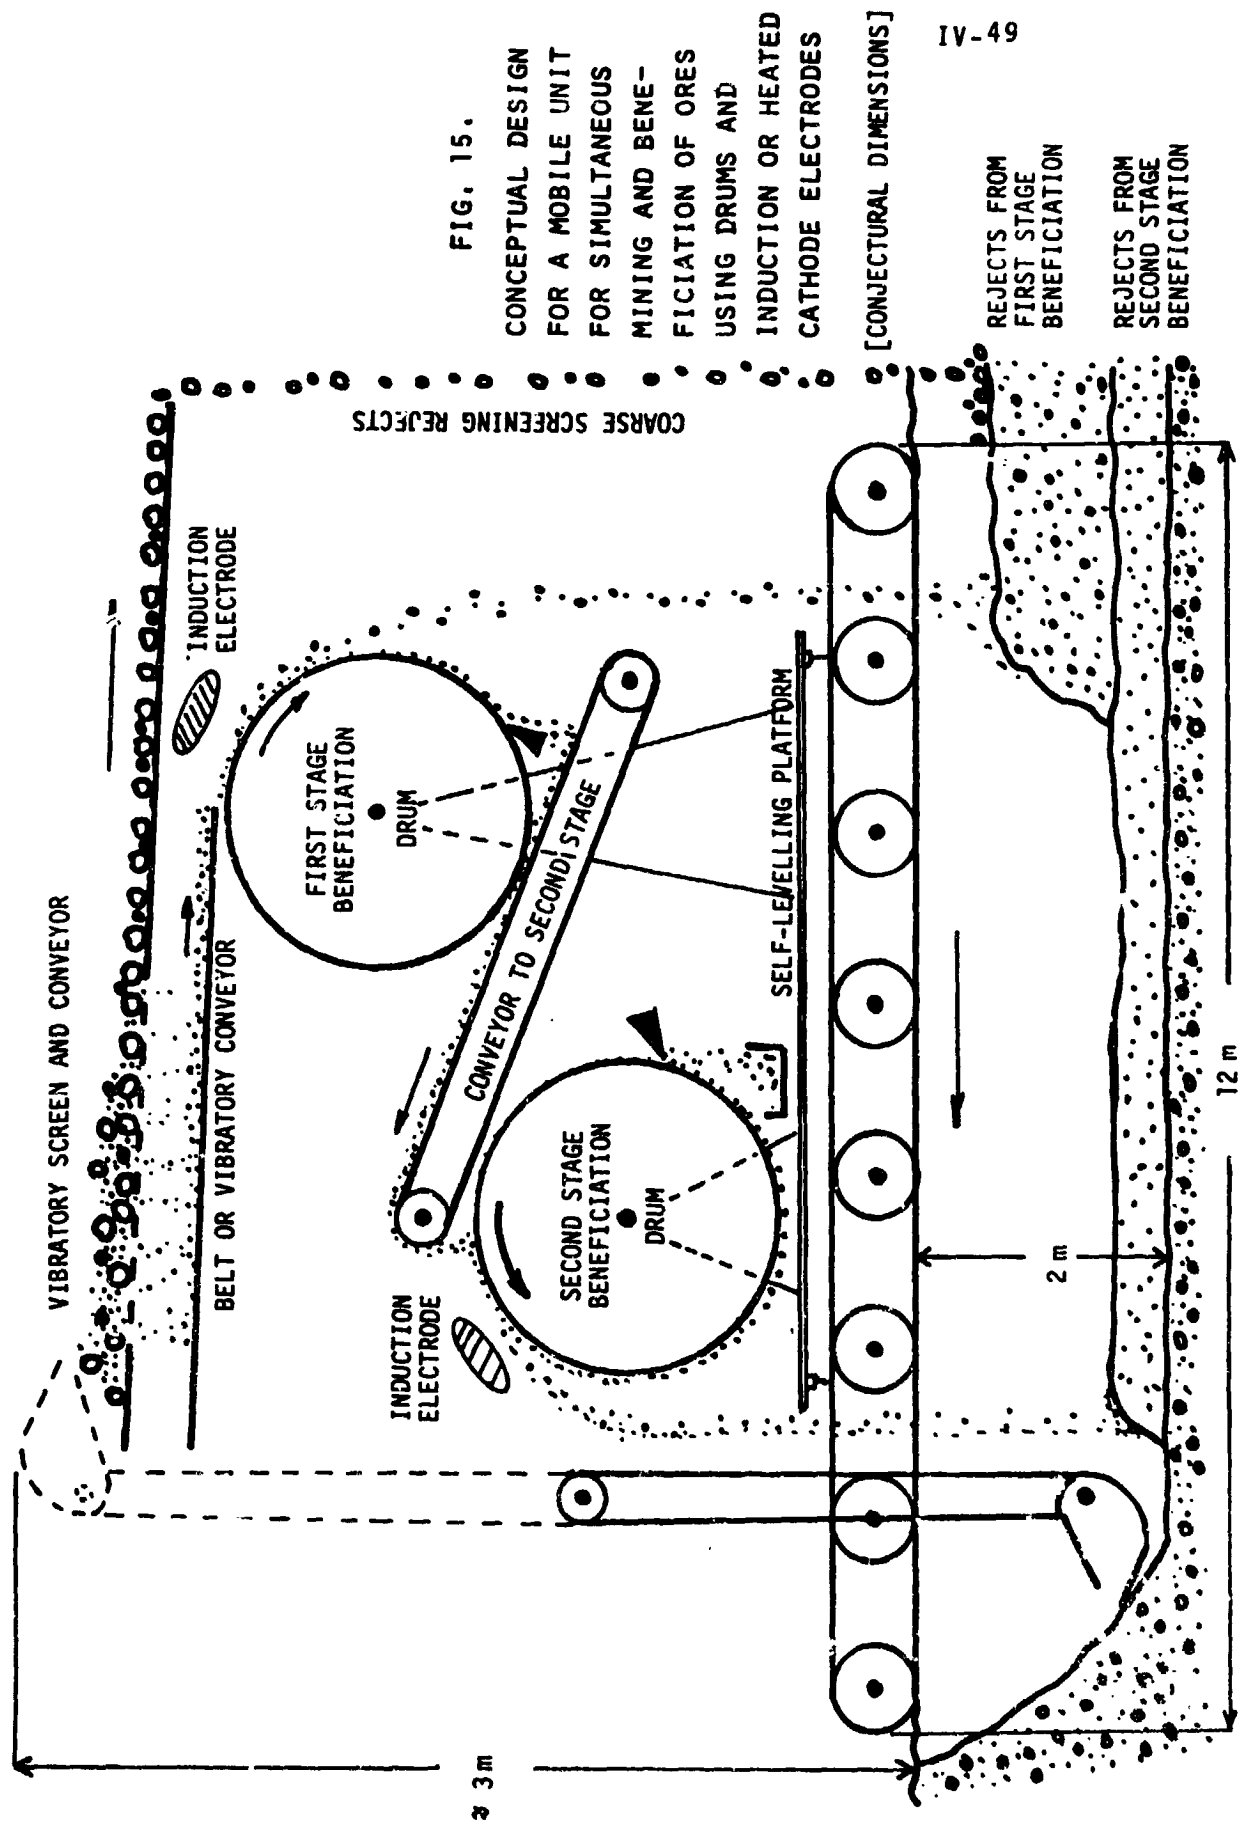 IV-49
FIG. 15.
CONCEPTUAL DESIGN
FOR A MOBILE UNIT
FOR SIMULTANEOUS
MINING AND BENE-
FICIATION OF ORES
USING DRUMS AND
INDUCTION OR HEATED
CATHODE ELECTRODES
[CONJECTURAL DIMENSIONS]
VIBRATORY SCREEN AND CONVEYOR
BELT OR VIBRATORY CONVEYOR
INDUCTION
ELECTRODE
COARSE SCREENING REJECTS
FIRST STAGE
BENEFICIATION
DRUM
CONVEYOR TO SECOND STAGE
INDUCTION
ELECTRODE
SECOND STAGE
BENEFICIATION
DRUM
SELF-LEVELLING PLATFORM
REJECTS FROM
FIRST STAGE
BENEFICIATION
REJECTS FROM
SECOND STAGE
BENEFICIATION
≈ 3 m
2 m
12 m